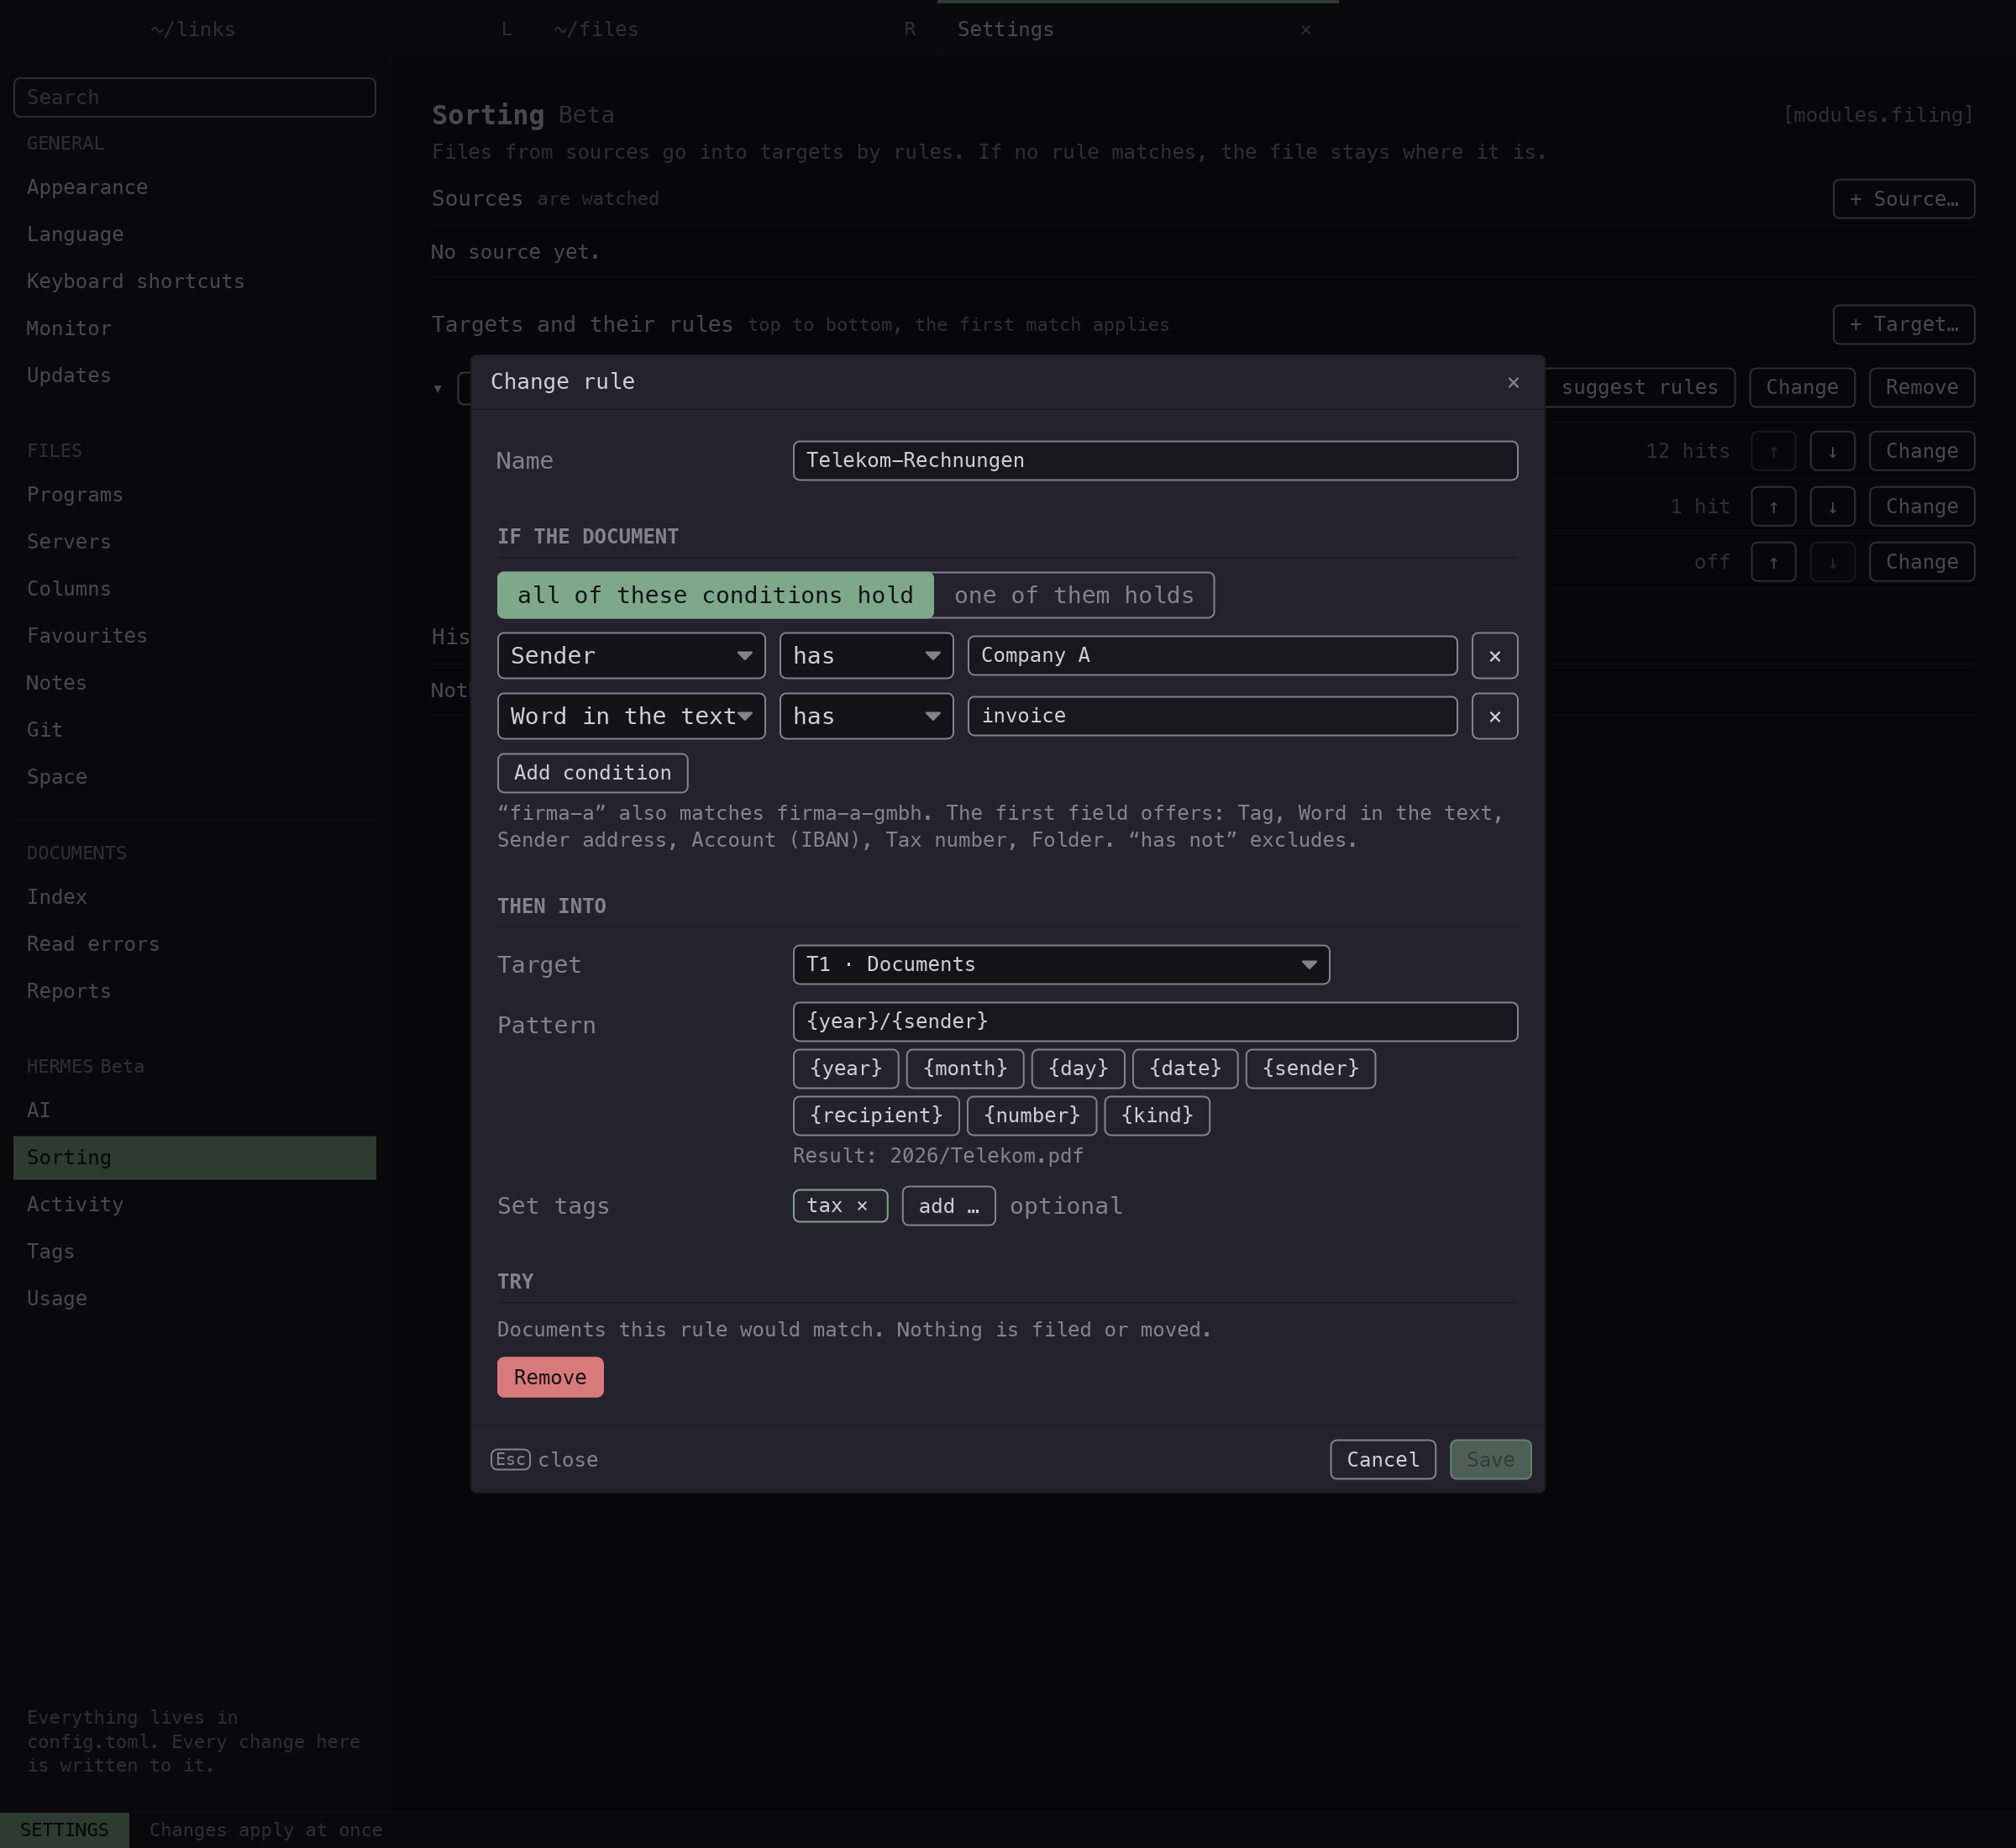 ~/links L ~/files R Settings ×
Search
GENERAL
Appearance
Language
Keyboard shortcuts
Monitor
Updates
FILES
Programs
Servers
Columns
Favourites
Notes
Git
Space
DOCUMENTS
Index
Read errors
Reports
HERMES Beta
AI
Sorting
Activity
Tags
Usage
Everything lives in
config.toml. Every change here
is written to it.
Sorting Beta [modules.filing]
Files from sources go into targets by rules. If no rule matches, the file stays where it is.
Sources are watched + Source…
No source yet.
Targets and their rules top to bottom, the first match applies + Target…
▾ suggest rules Change Remove
12 hits ↑ ↓ Change
1 hit ↑ ↓ Change
off ↑ ↓ Change
His
Not
Change rule ×
Name Telekom–Rechnungen
IF THE DOCUMENT
all of these conditions hold one of them holds
Sender has Company A ×
Word in the text has invoice ×
Add condition
“firma–a” also matches firma–a–gmbh. The first field offers: Tag, Word in the text,
Sender address, Account (IBAN), Tax number, Folder. “has not” excludes.
THEN INTO
Target T1 · Documents
Pattern {year}/{sender}
{year} {month} {day} {date} {sender}
{recipient} {number} {kind}
Result: 2026/Telekom.pdf
Set tags tax × add … optional
TRY
Documents this rule would match. Nothing is filed or moved.
Remove
Esc close Cancel Save
SETTINGS Changes apply at once